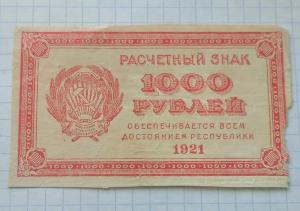 РАСЧЕТНЫЙ ЗНАК
1000
РУБЛЕЙ
ОБЕСПЕЧИВАЕТСЯ ВСЕМ
ДОСТОЯНИЕМ РЕСПУБЛИКИ
1921